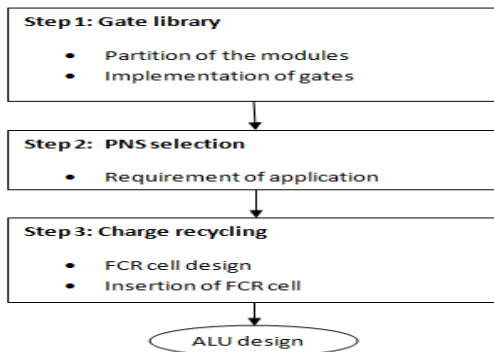 Step 1: Gate library
• Partition of the modules
• Implementation of gates
Step 2: PNS selection
• Requirement of application
Step 3: Charge recycling
• FCR cell design
• Insertion of FCR cell
ALU design